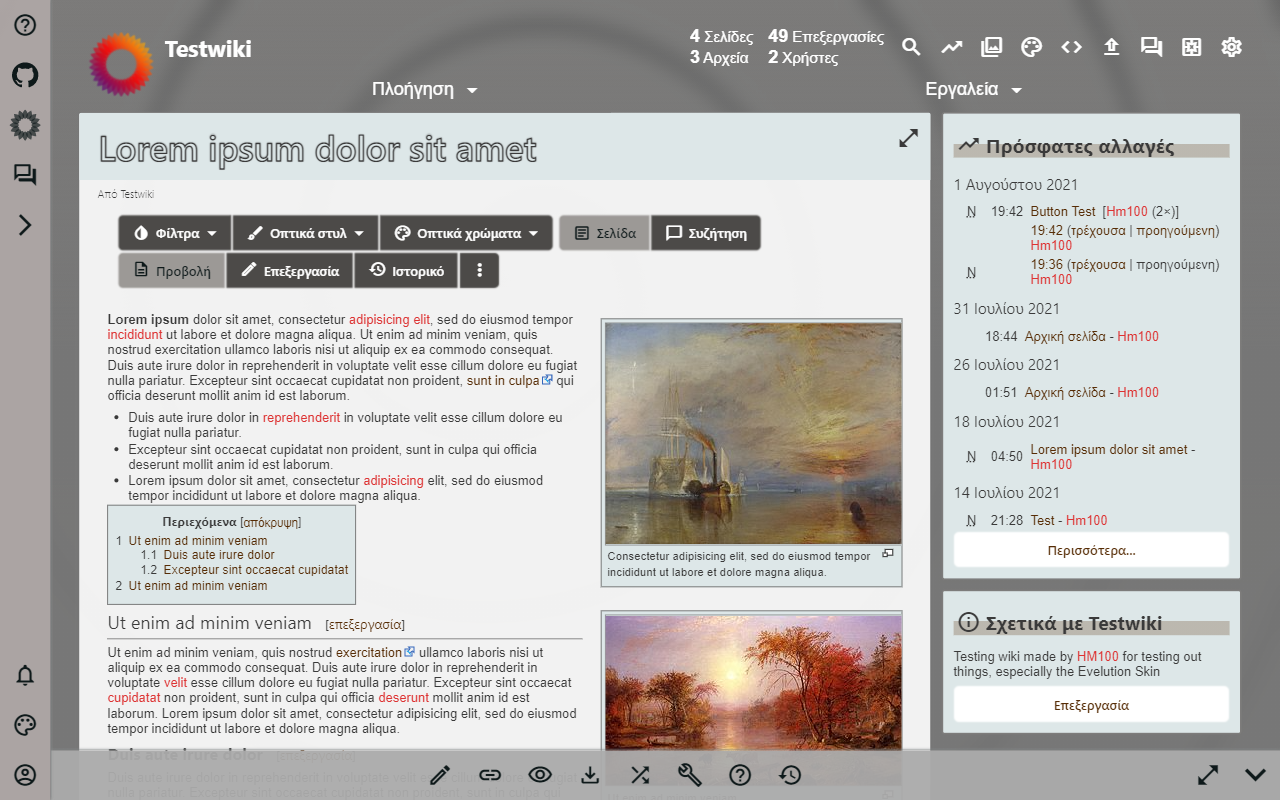 Testwiki
4 Σελίδες 49 Επεξεργασίες
3 Αρχεία 2 Χρήστες
Πλοήγηση
Εργαλεία
Lorem ipsum dolor sit amet
Από Testwiki
Φίλτρα Οπτικά στυλ Οπτικά χρώματα Σελίδα Συζήτηση
Προβολή Επεξεργασία Ιστορικό
Lorem ipsum dolor sit amet, consectetur adipisicing elit, sed do eiusmod tempor
incididunt ut labore et dolore magna aliqua. Ut enim ad minim veniam, quis
nostrud exercitation ullamco laboris nisi ut aliquip ex ea commodo consequat.
Duis aute irure dolor in reprehenderit in voluptate velit esse cillum dolore eu fugiat
nulla pariatur. Excepteur sint occaecat cupidatat non proident, sunt in culpa qui
officia deserunt mollit anim id est laborum.
Duis aute irure dolor in reprehenderit in voluptate velit esse cillum dolore eu
fugiat nulla pariatur.
Excepteur sint occaecat cupidatat non proident, sunt in culpa qui officia
deserunt mollit anim id est laborum.
Lorem ipsum dolor sit amet, consectetur adipisicing elit, sed do eiusmod
tempor incididunt ut labore et dolore magna aliqua.
Περιεχόμενα [απόκρυψη]
1 Ut enim ad minim veniam
1.1 Duis aute irure dolor
1.2 Excepteur sint occaecat cupidatat
2 Ut enim ad minim veniam
Consectetur adipisicing elit, sed do eiusmod tempor
incididunt ut labore et dolore magna aliqua.
Ut enim ad minim veniam [επεξεργασία]
Ut enim ad minim veniam, quis nostrud exercitation ullamco laboris nisi ut
aliquip ex ea commodo consequat. Duis aute irure dolor in reprehenderit in
voluptate velit esse cillum dolore eu fugiat nulla pariatur. Excepteur sint occaecat
cupidatat non proident, sunt in culpa qui officia deserunt mollit anim id est
laborum. Lorem ipsum dolor sit amet, consectetur adipisicing elit, sed do eiusmod
tempor incididunt ut labore et dolore magna aliqua.
Duis aute irure dolor [επεξεργασία]
Πρόσφατες αλλαγές
1 Αυγούστου 2021
N 19:42 Button Test [Hm100 (2×)]
19:42 (τρέχουσα | προηγούμενη)
Hm100
N 19:36 (τρέχουσα | προηγούμενη)
Hm100
31 Ιουλίου 2021
18:44 Αρχική σελίδα - Hm100
26 Ιουλίου 2021
01:51 Αρχική σελίδα - Hm100
18 Ιουλίου 2021
N 04:50 Lorem ipsum dolor sit amet -
Hm100
14 Ιουλίου 2021
N 21:28 Test - Hm100
Περισσότερα...
Σχετικά με Testwiki
Testing wiki made by HM100 for testing out
things, especially the Evelution Skin
Επεξεργασία